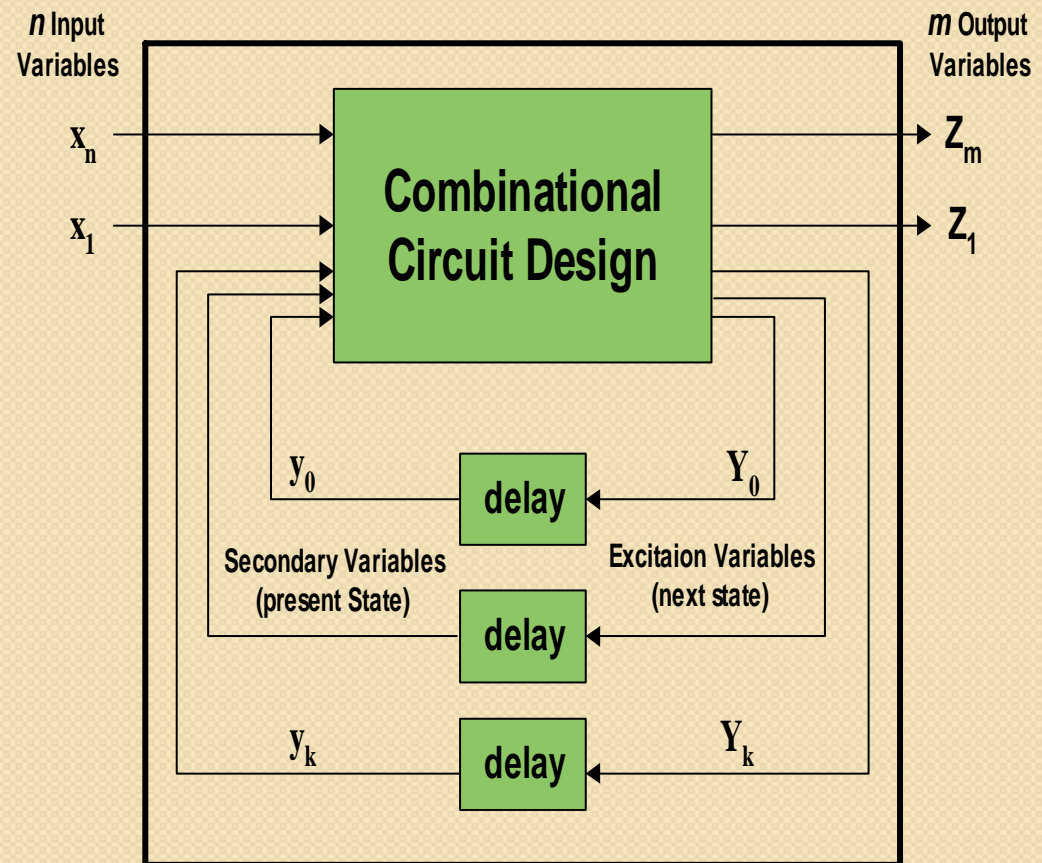 n Input
Variables
m Output
Variables
xn
Zm
Combinational
Circuit Design
x1
Z1
y0
delay
Y0
Secondary Variables
(present State)
Excitaion Variables
(next state)
delay
yk
delay
Yk